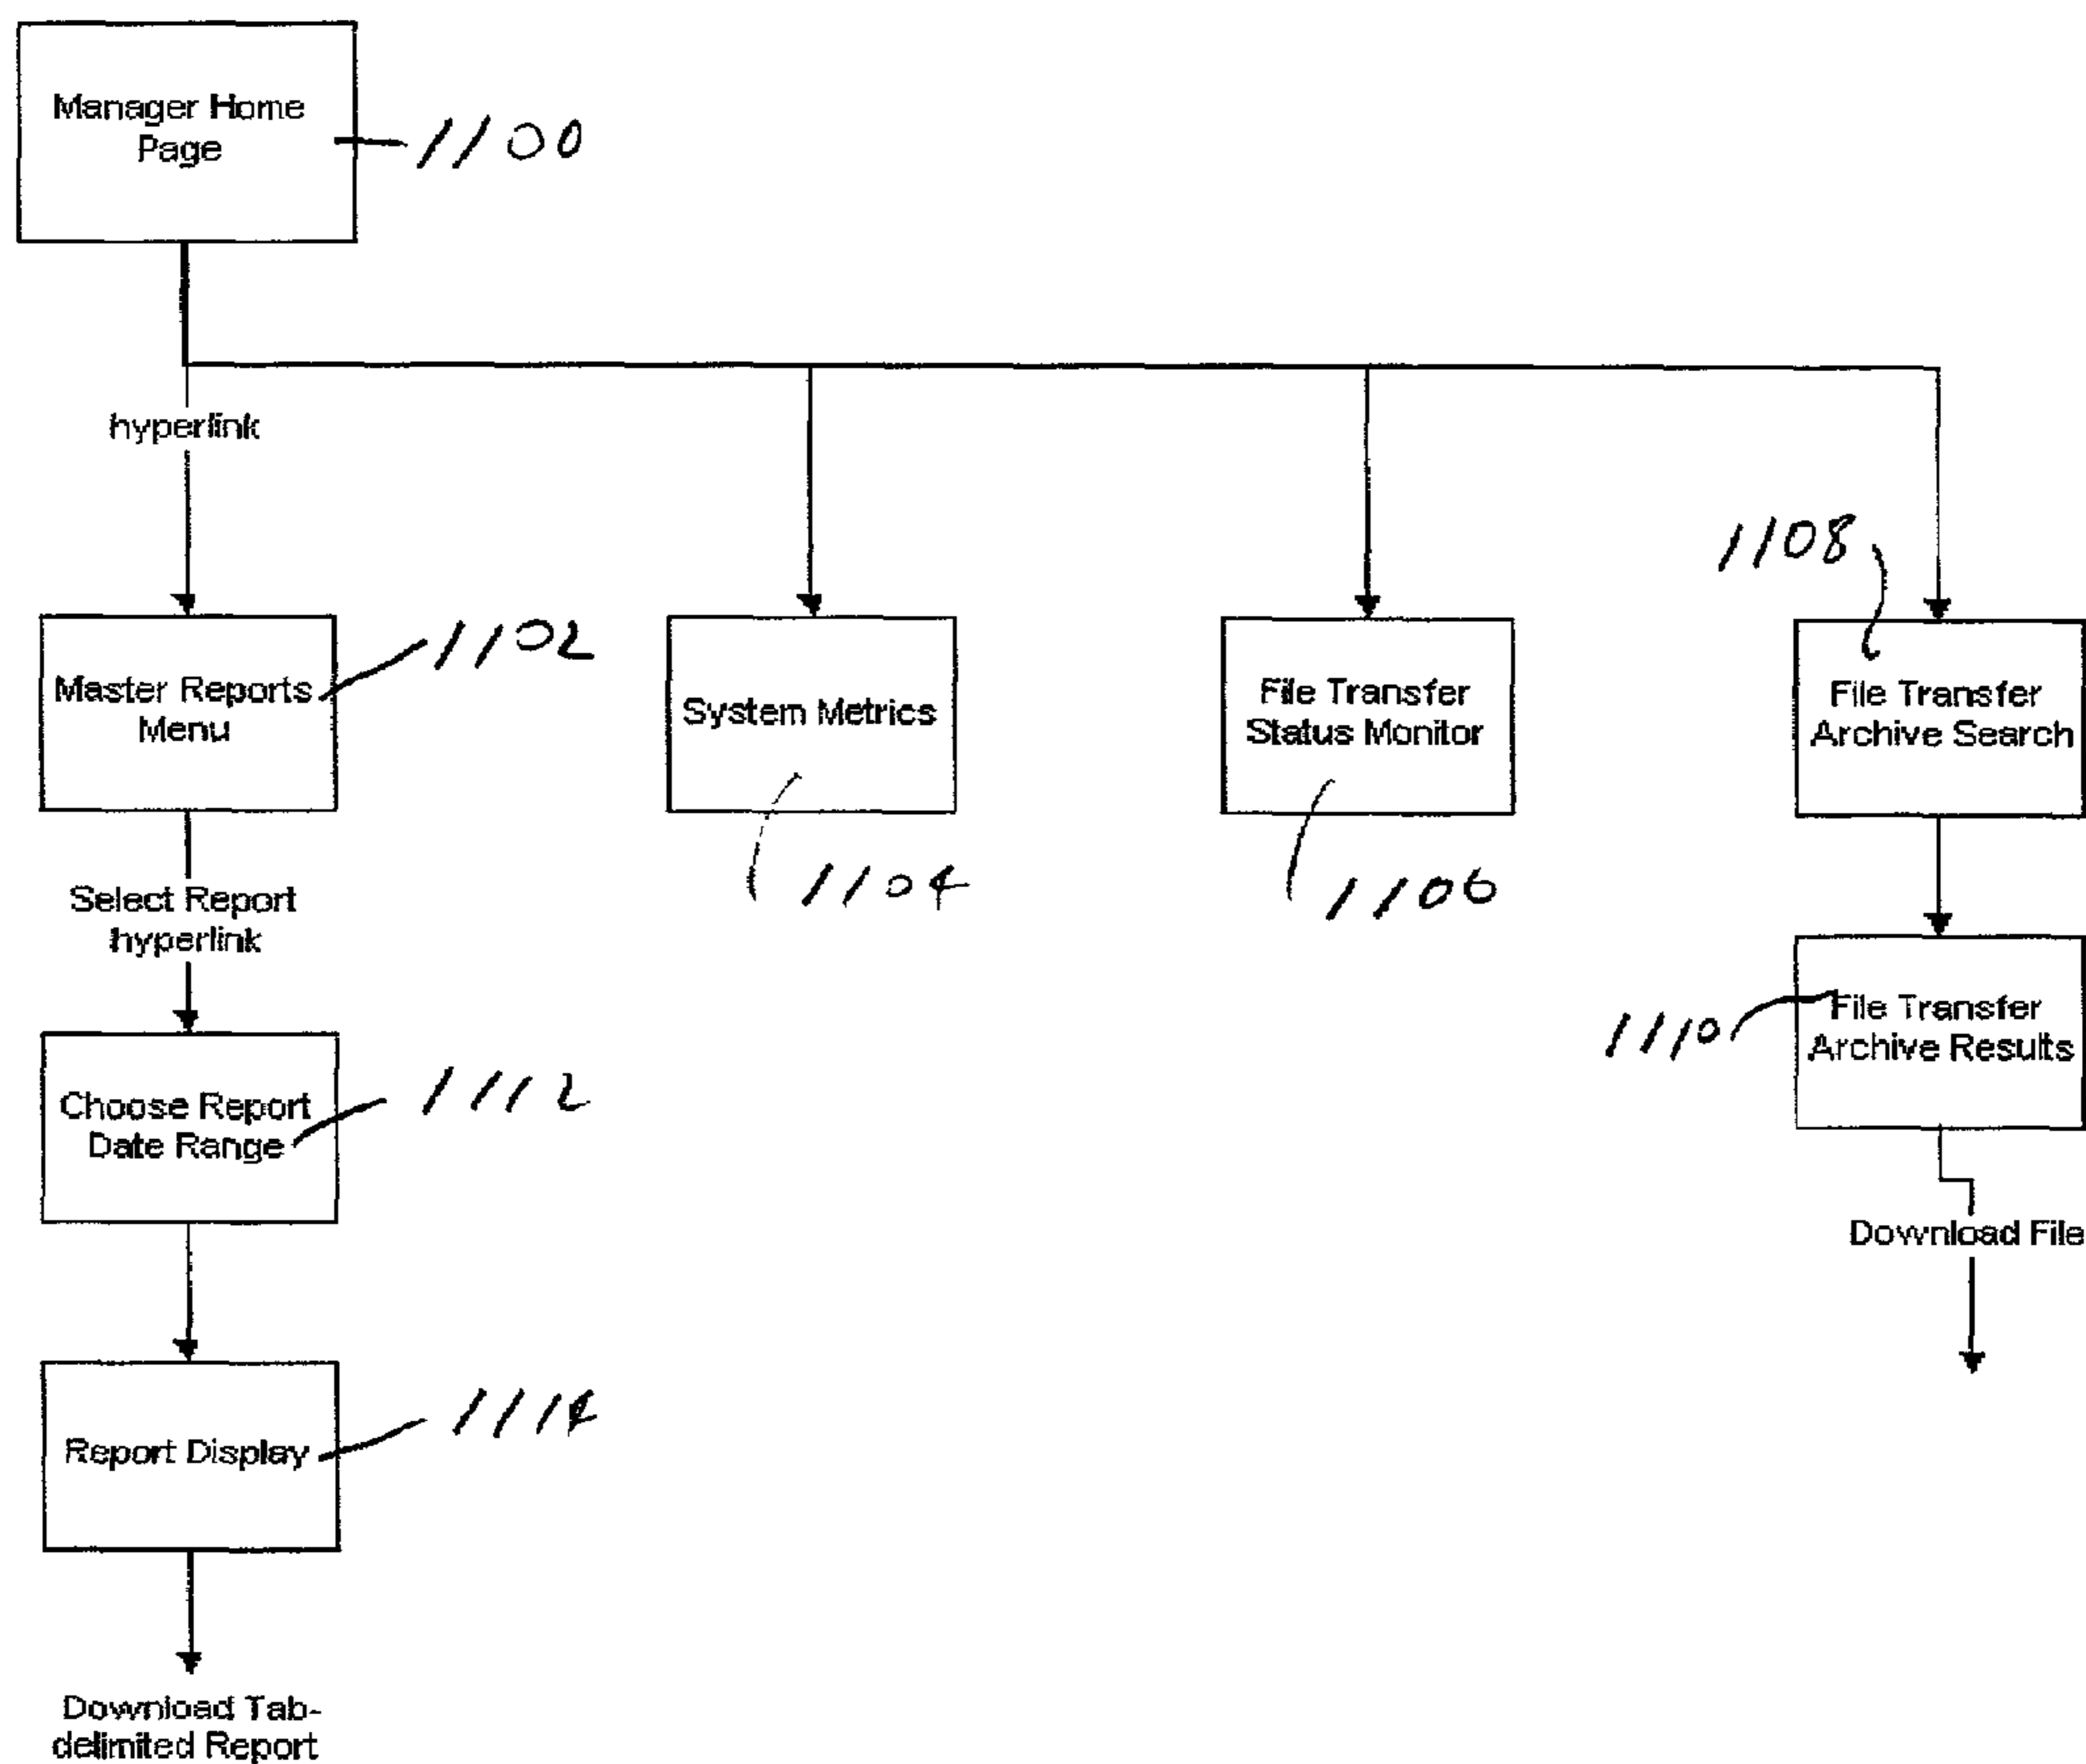 Manager Home
Page
1100
hyperlink
1108
Master Reports
Menu
1102
System Metrics
File Transfer
Status Monitor
File Transfer
Archive Search
1104
1106
Select Report
hyperlink
File Transfer
Archive Results
1110
Choose Report
Date Range
1112
Download File
Report Display
1114
Download Tab-
delimited Report